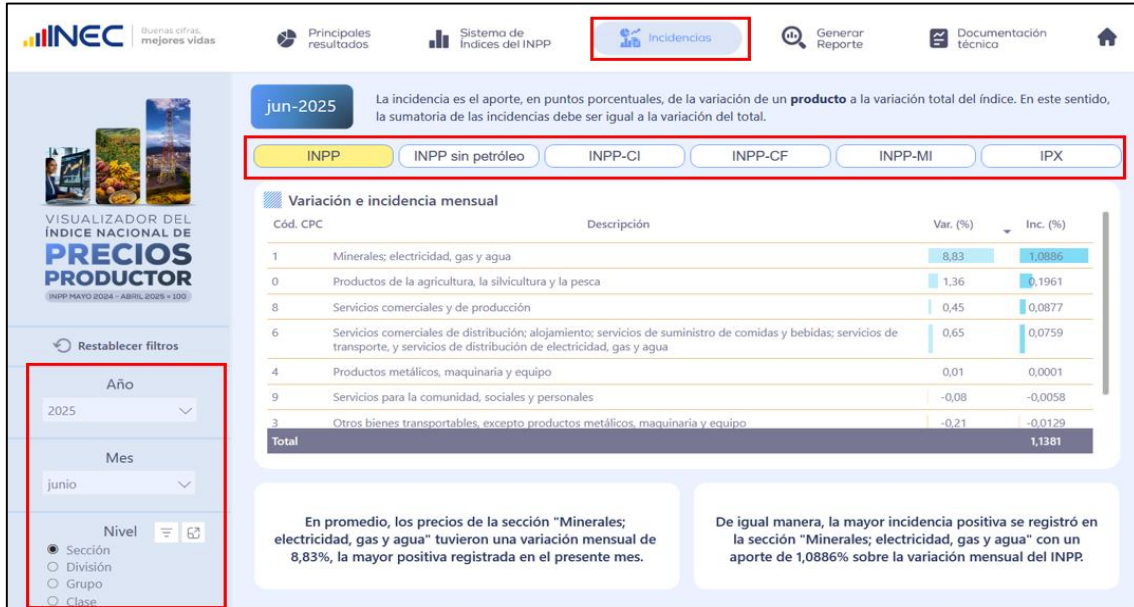 INEC
Buenas cifras,
mejores vidas
Principales
resultados
Sistema de
Índices del INPP
Incidencias
Generar
Reporte
Documentación
técnica
jun-2025
La incidencia es el aporte, en puntos porcentuales, de la variación de un producto a la variación total del índice. En este sentido,
la sumatoria de las incidencias debe ser igual a la variación del total.
INPP
INPP sin petróleo
INPP-CI
INPP-CF
INPP-MI
IPX
VISUALIZADOR DEL
ÍNDICE NACIONAL DE
PRECIOS
PRODUCTOR
INPP MAYO 2024 - ABRIL 2025 = 100
Restablecer filtros
Año
2025
Mes
junio
Nivel
Sección
División
Grupo
Clase
Variación e incidencia mensual
Cód. CPC Descripción Var. (%) Inc. (%)
1 Minerales; electricidad, gas y agua 8,83 1,0886
0 Productos de la agricultura, la silvicultura y la pesca 1,36 0,1961
8 Servicios comerciales y de producción 0,45 0,0877
6 Servicios comerciales de distribución; alojamiento; servicios de suministro de comidas y bebidas; servicios de 0,65 0,0759
transporte, y servicios de distribución de electricidad, gas y agua
4 Productos metálicos, maquinaria y equipo 0,01 0,0001
9 Servicios para la comunidad, sociales y personales -0,08 -0,0058
3 Otros bienes transportables, excepto productos metálicos, maquinaria y equipo -0,21 -0,0129
Total 1,1381
En promedio, los precios de la sección "Minerales;
electricidad, gas y agua" tuvieron una variación mensual de
8,83%, la mayor positiva registrada en el presente mes.
De igual manera, la mayor incidencia positiva se registró en
la sección "Minerales; electricidad, gas y agua" con un
aporte de 1,0886% sobre la variación mensual del INPP.